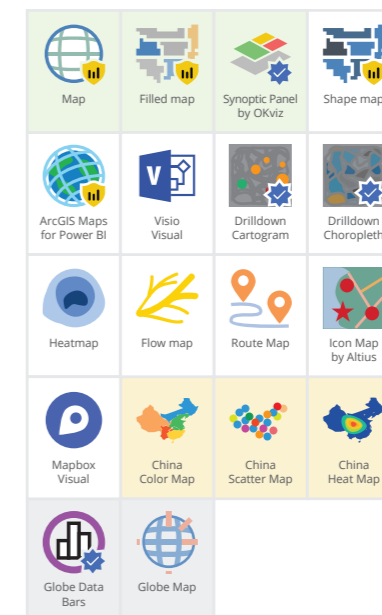 Map
Filled map
Synoptic Panel
by OKviz
Shape map
ArcGIS Maps
for Power BI
V
Visio
Visual
Drilldown
Cartogram
Drilldown
Choropleth
Heatmap
Flow map
Route Map
Icon Map
by Altius
Mapbox
Visual
China
Color Map
China
Scatter Map
China
Heat Map
Globe Data
Bars
Globe Map